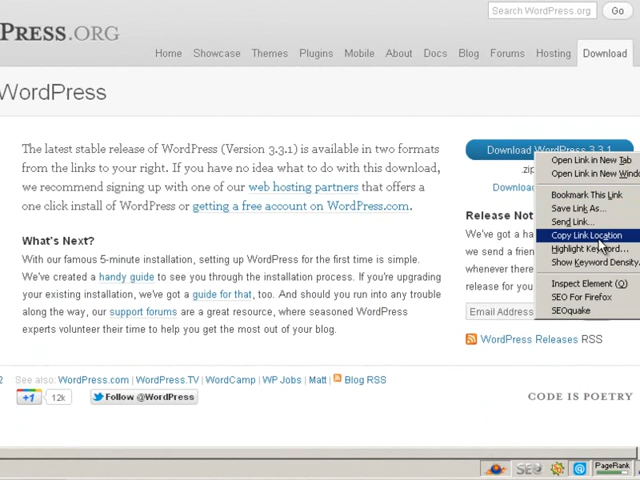 PRESS.ORG
Search WordPress.org
Go
Home Showcase Themes Plugins Mobile About Docs Blog Forums Hosting Download
WordPress
The latest stable release of WordPress (Version 3.3.1) is available in two formats
from the links to your right. If you have no idea what to do with this download,
we recommend signing up with one of our web hosting partners that offers a
one click install of WordPress or getting a free account on WordPress.com.
What's Next?
With our famous 5-minute installation, setting up WordPress for the first time is simple.
We've created a handy guide to see you through the installation process. If you're upgrading
your existing installation, we've got a guide for that, too. And should you run into any trouble
along the way, our support forums are a great resource, where seasoned WordPress
experts volunteer their time to help you get the most out of your blog.
Download WordPress 3.3.1
.zip
Downloa
Release Not
We've got a ha
we send a frien
whenever there
release for you
Email Address
WordPress Releases RSS
Open Link in New Tab
Open Link in New Windo
Bookmark This Link
Save Link As...
Send Link...
Copy Link Location
Highlight Keyword...
Show Keyword Density
Inspect Element (Q)
SEO For Firefox
SEOquake
2 See also: WordPress.com | WordPress.TV | WordCamp | WP Jobs | Matt | Blog RSS
+1 12k Follow @WordPress
CODE IS POETRY
SEO
PageRank